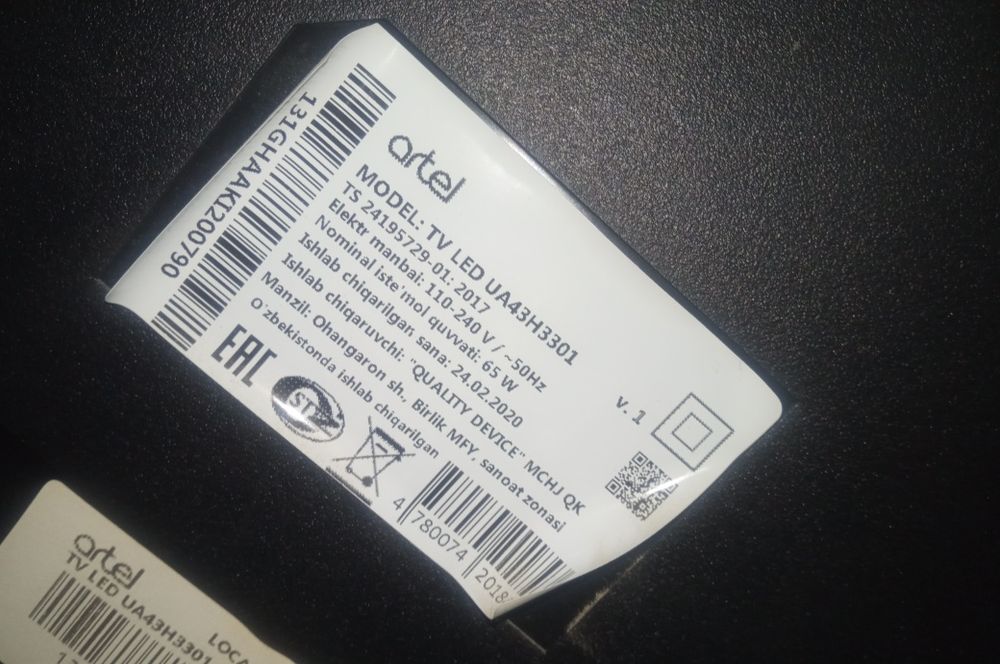 131GHAAKI200790
artel
MODEL: TV LED UA43H3301
TS 24195729-01: 2017
Elektr manbai: 110-240 V / ~50Hz
Nominal iste'mol quvvati: 65 W
Ishlab chiqarilgan sana: 24.02.2020
Ishlab chiqaruvchi: "QUALITY DEVICE" MCHJ QK
Manzil: Ohangaron sh., Birlik MFY, sanoat zonasi
O'zbekistonda ishlab chiqarilgan
v. 1
EAC
4 780074 2018
artel
TV LED UA43H3301